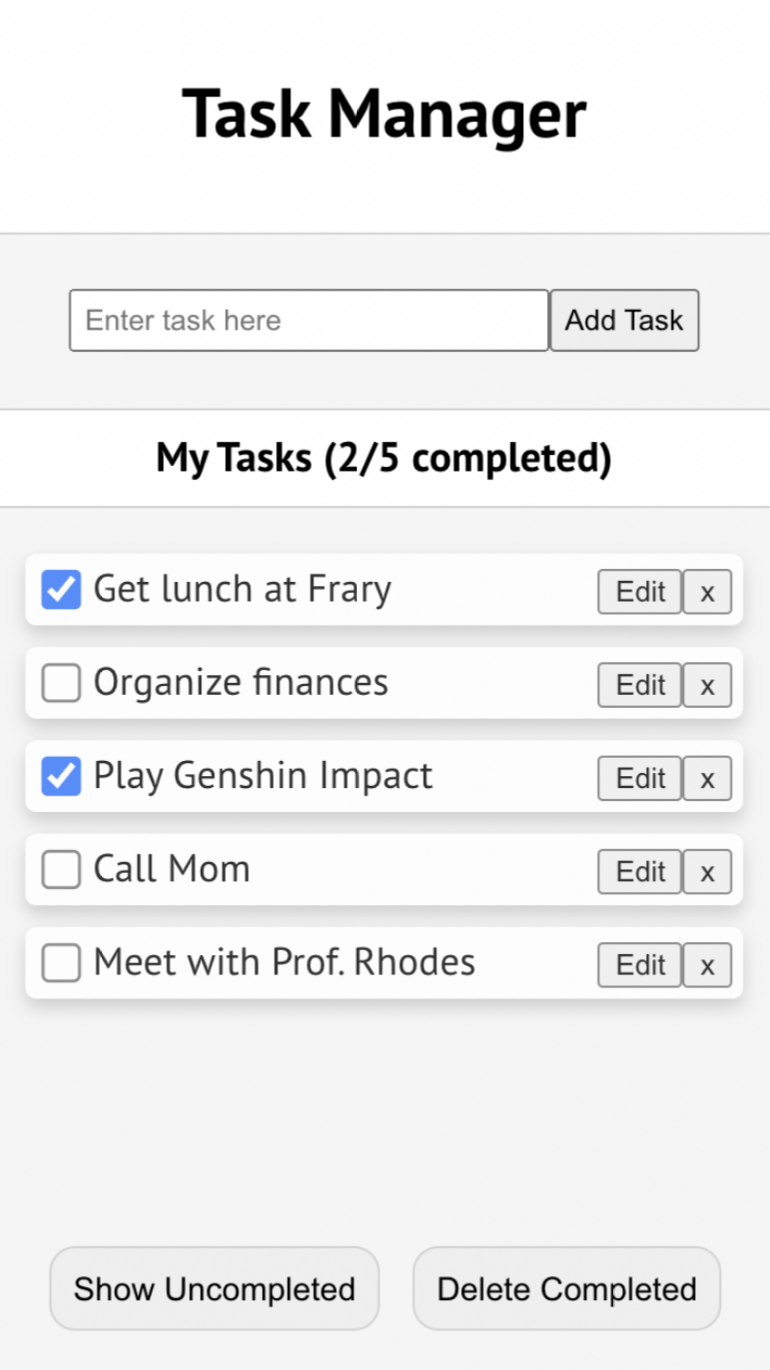 Task Manager
Enter task here Add Task
My Tasks (2/5 completed)
Get lunch at Frary Edit x
Organize finances Edit x
Play Genshin Impact Edit x
Call Mom Edit x
Meet with Prof. Rhodes Edit x
Show Uncompleted Delete Completed